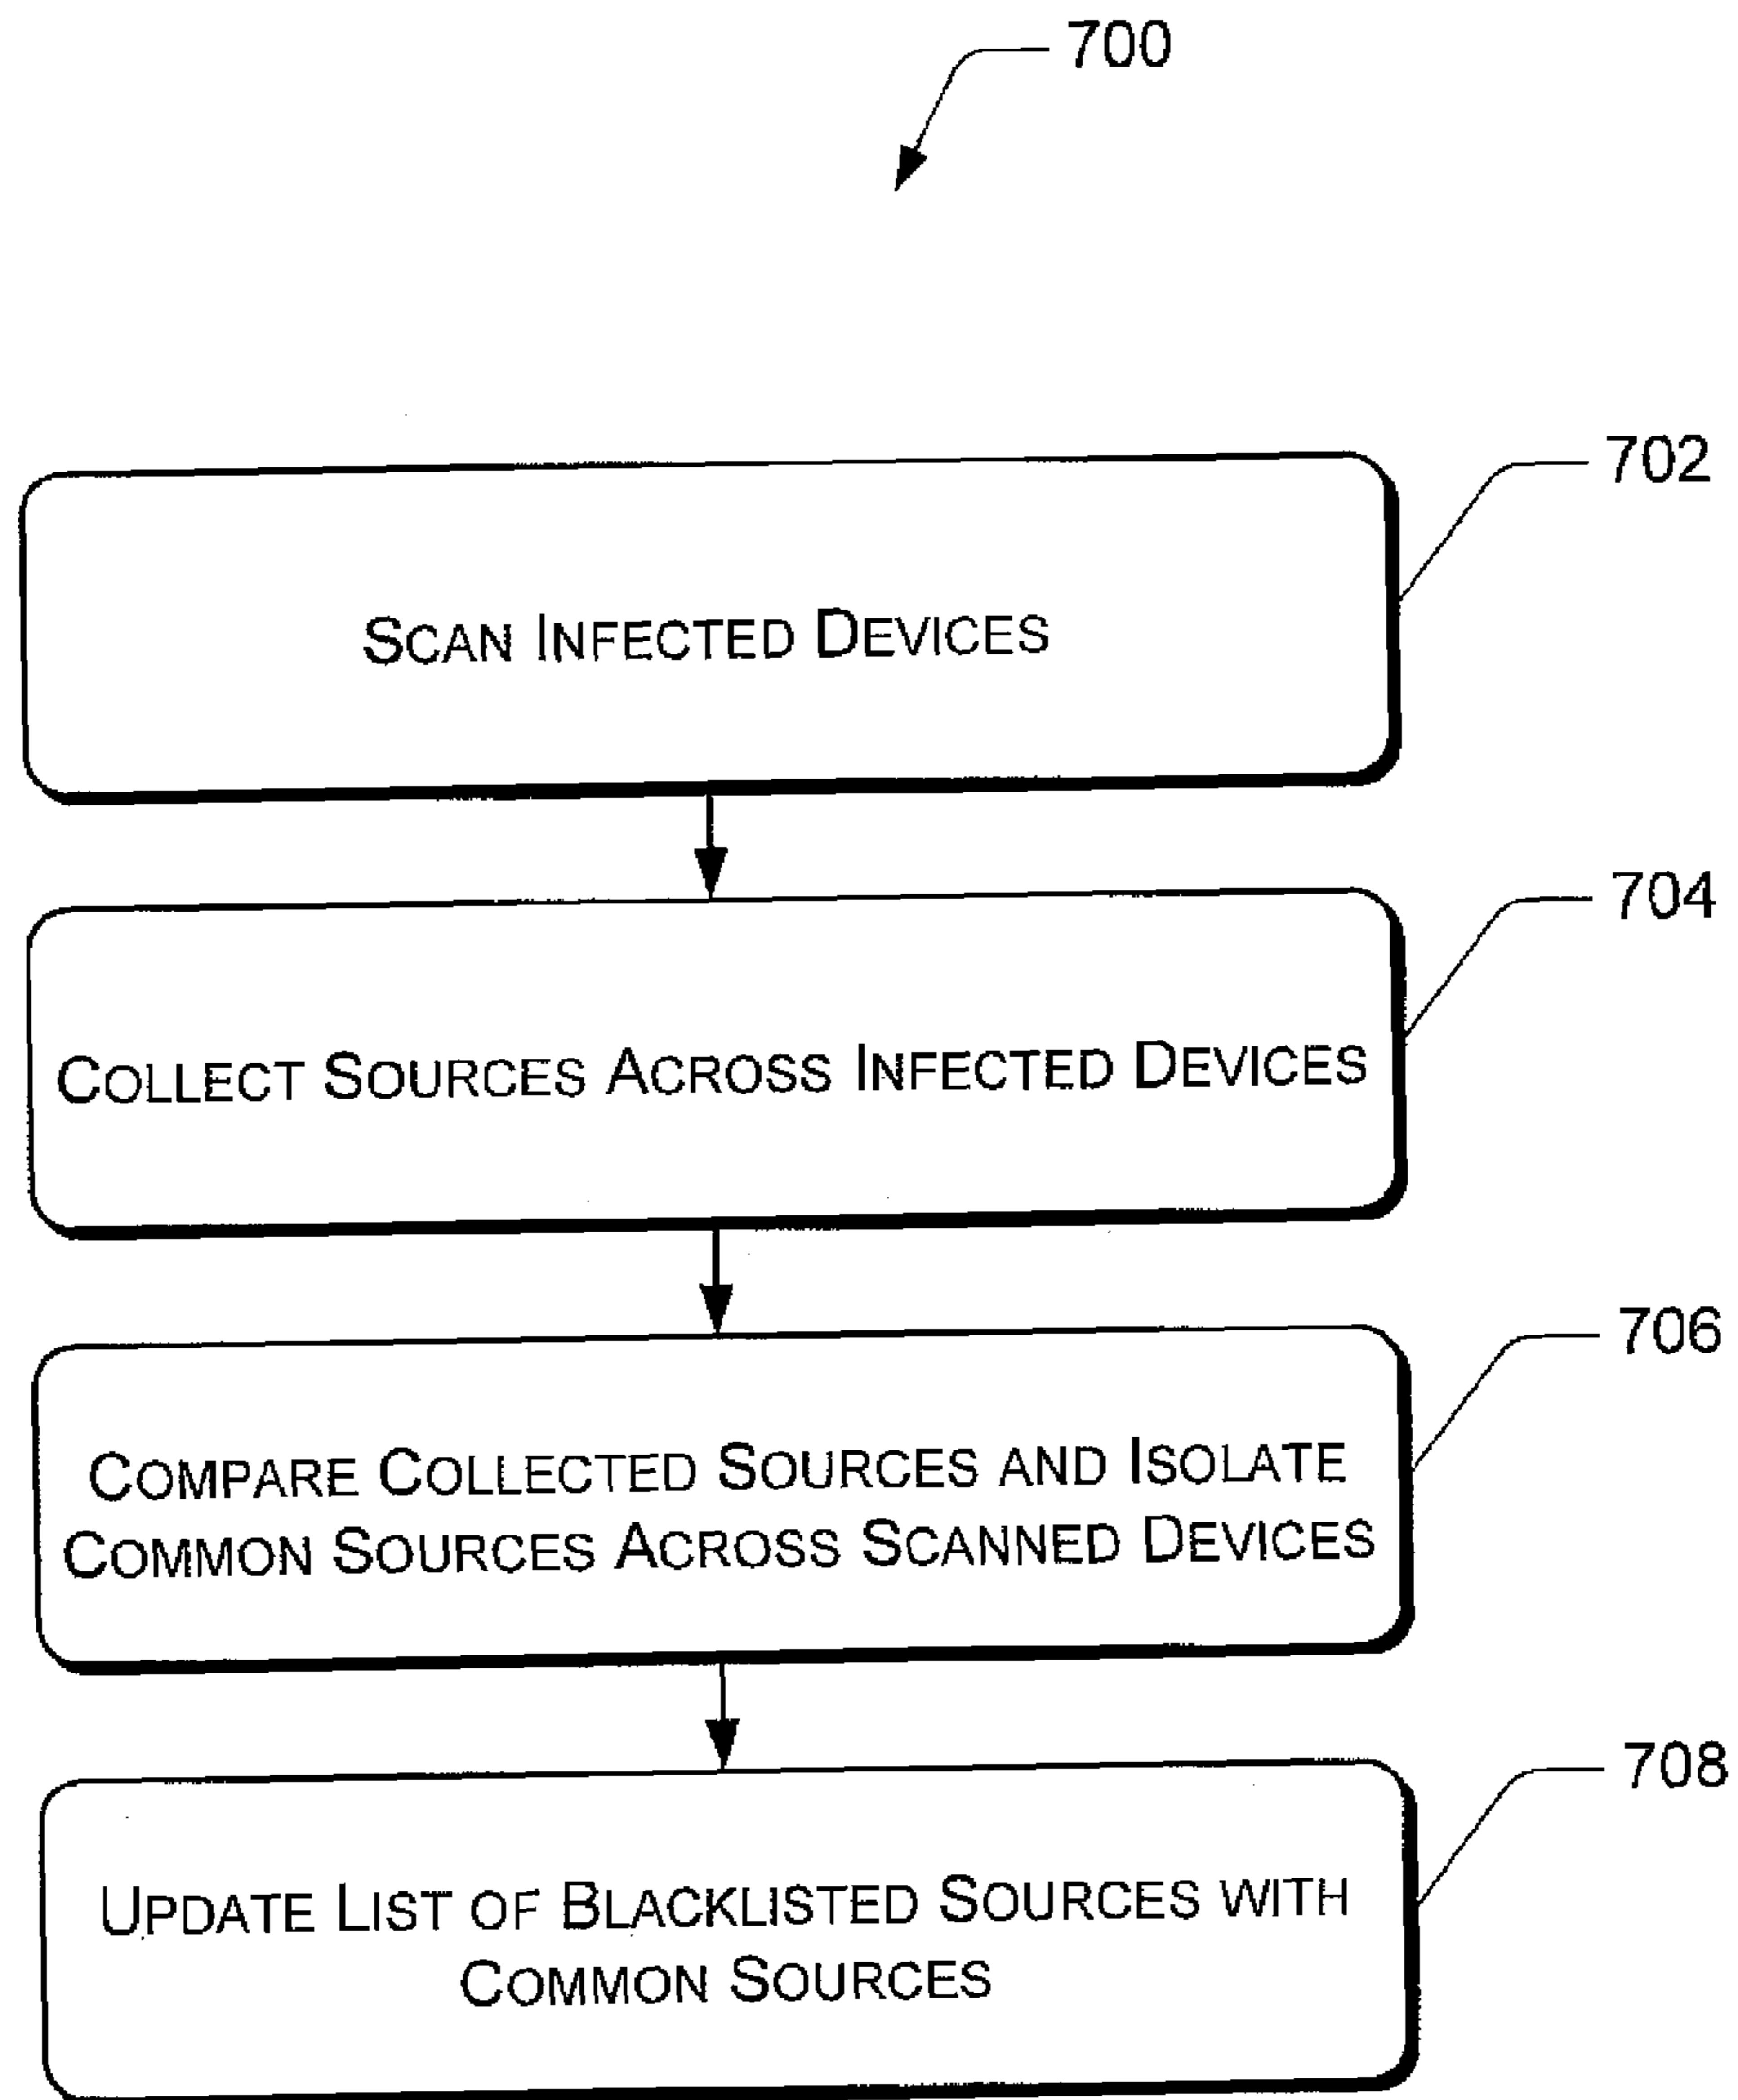 700
702
SCAN INFECTED DEVICES
704
COLLECT SOURCES ACROSS INFECTED DEVICES
706
COMPARE COLLECTED SOURCES AND ISOLATE
COMMON SOURCES ACROSS SCANNED DEVICES
708
UPDATE LIST OF BLACKLISTED SOURCES WITH
COMMON SOURCES